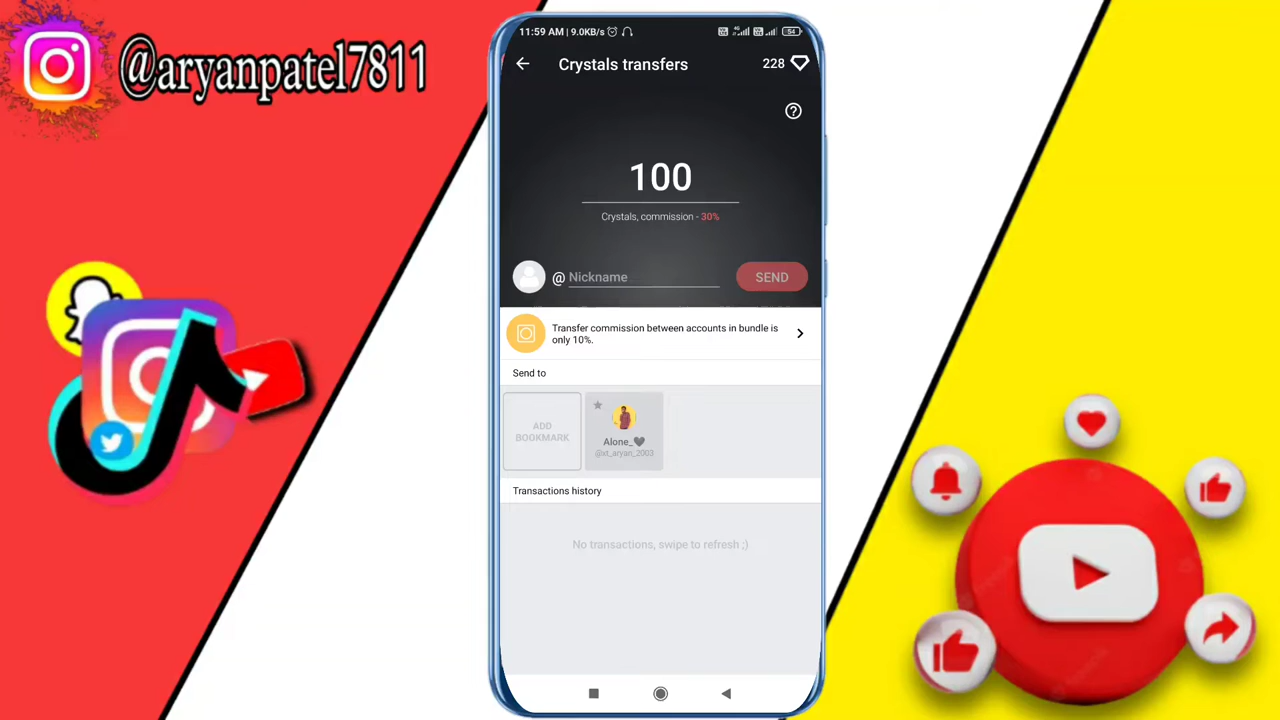 @aryanpatel7811
11:59 AM | 9.0KB/s
54
Crystals transfers
228
100
Crystals, commission - 30%
@ Nickname
SEND
Transfer commission between accounts in bundle is
only 10%.
Send to
ADD
BOOKMARK
Alone_🖤
@xt_aryan_2003
Transactions history
No transactions, swipe to refresh ;)